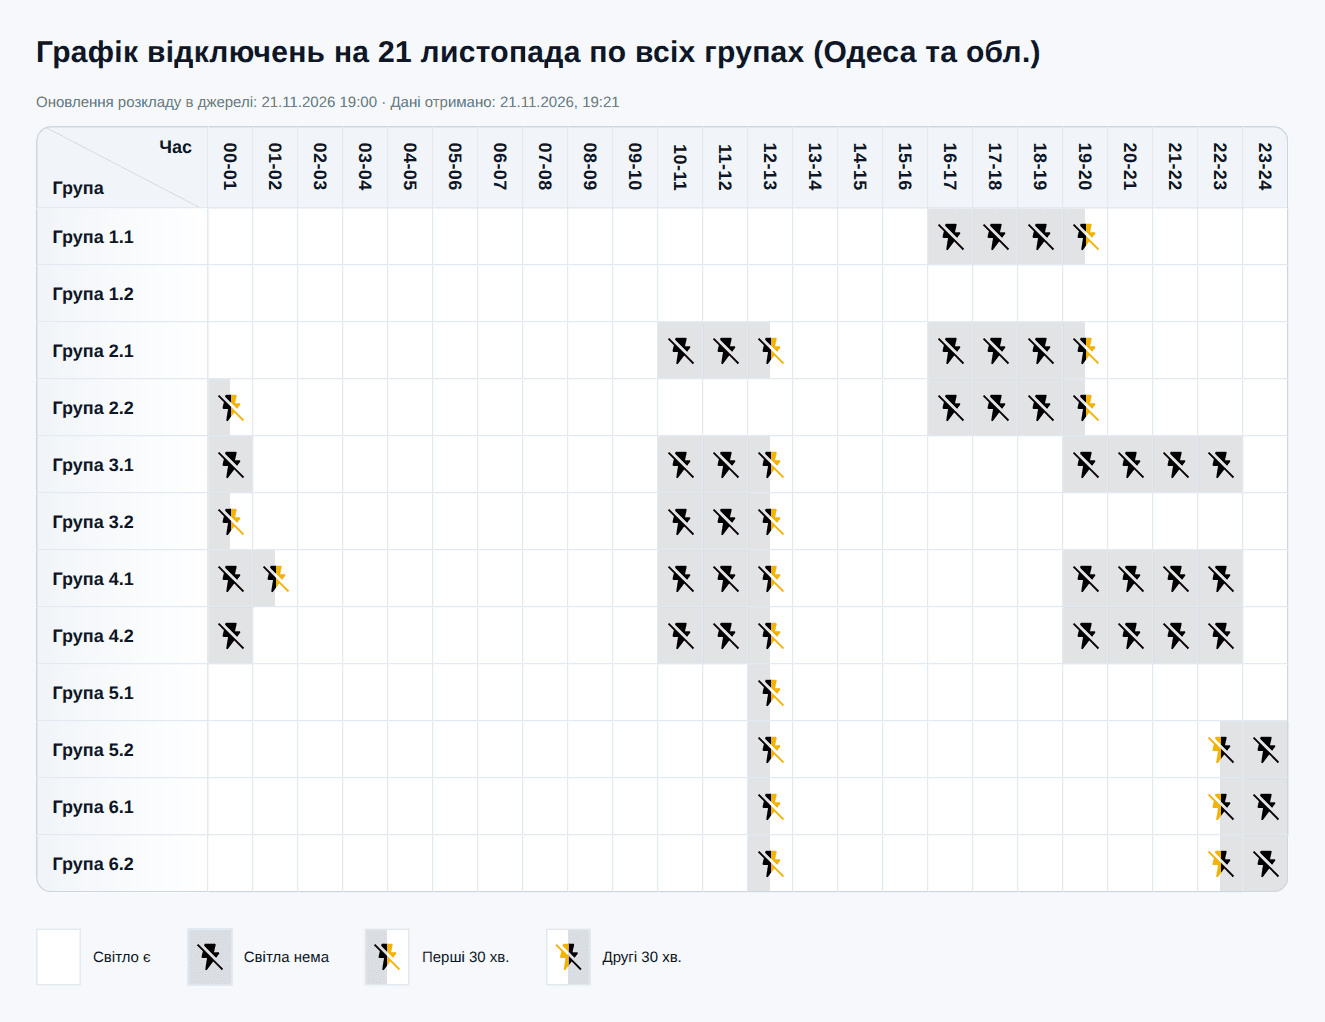 Графік відключень на 21 листопада по всіх групах (Одеса та обл.)
Оновлення розкладу в джерелі: 21.11.2026 19:00 · Дані отримано: 21.11.2026, 19:21
Час
Група
00-01 01-02 02-03 03-04 04-05 05-06 06-07 07-08 08-09 09-10 10-11 11-12 12-13 13-14 14-15 15-16 16-17 17-18 18-19 19-20 20-21 21-22 22-23 23-24
Група 1.1
Група 1.2
Група 2.1
Група 2.2
Група 3.1
Група 3.2
Група 4.1
Група 4.2
Група 5.1
Група 5.2
Група 6.1
Група 6.2
Світло є Світла нема Перші 30 хв. Другі 30 хв.